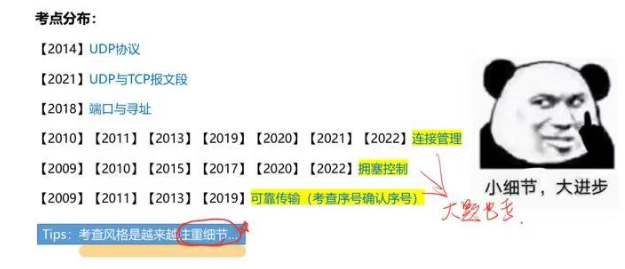 考点分布：
【2014】UDP协议
【2021】UDP与TCP报文段
【2018】端口与寻址
【2010】【2011】【2013】【2019】【2020】【2021】【2022】连接管理
【2009】【2010】【2015】【2017】【2020】【2022】拥塞控制
【2009】【2011】【2013】【2019】可靠传输（考查序号确认序号）
小细节，大进步
大题也考.
Tips：考查风格是越来越注重细节...